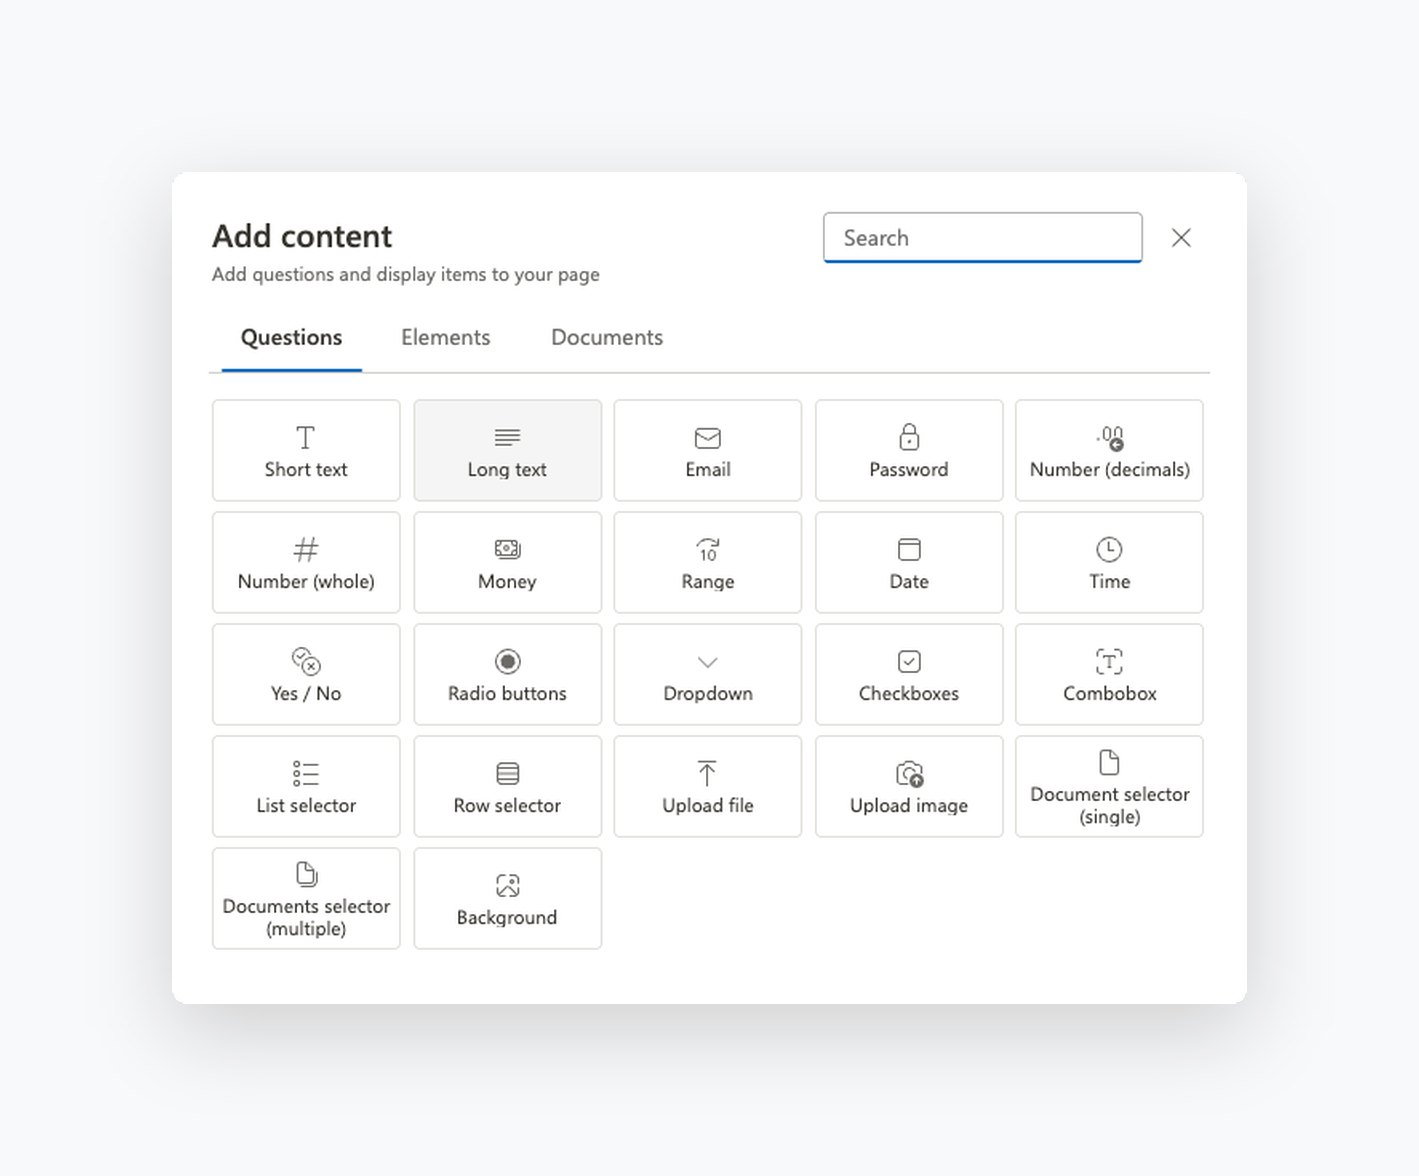 Add content
Search
Add questions and display items to your page
Questions
Elements
Documents
Short text
Long text
Email
Password
.00
Number (decimals)
Number (whole)
Money
10
Range
Date
Time
Yes / No
Radio buttons
Dropdown
Checkboxes
Combobox
List selector
Row selector
Upload file
Upload image
Document selector
(single)
Documents selector
(multiple)
Background